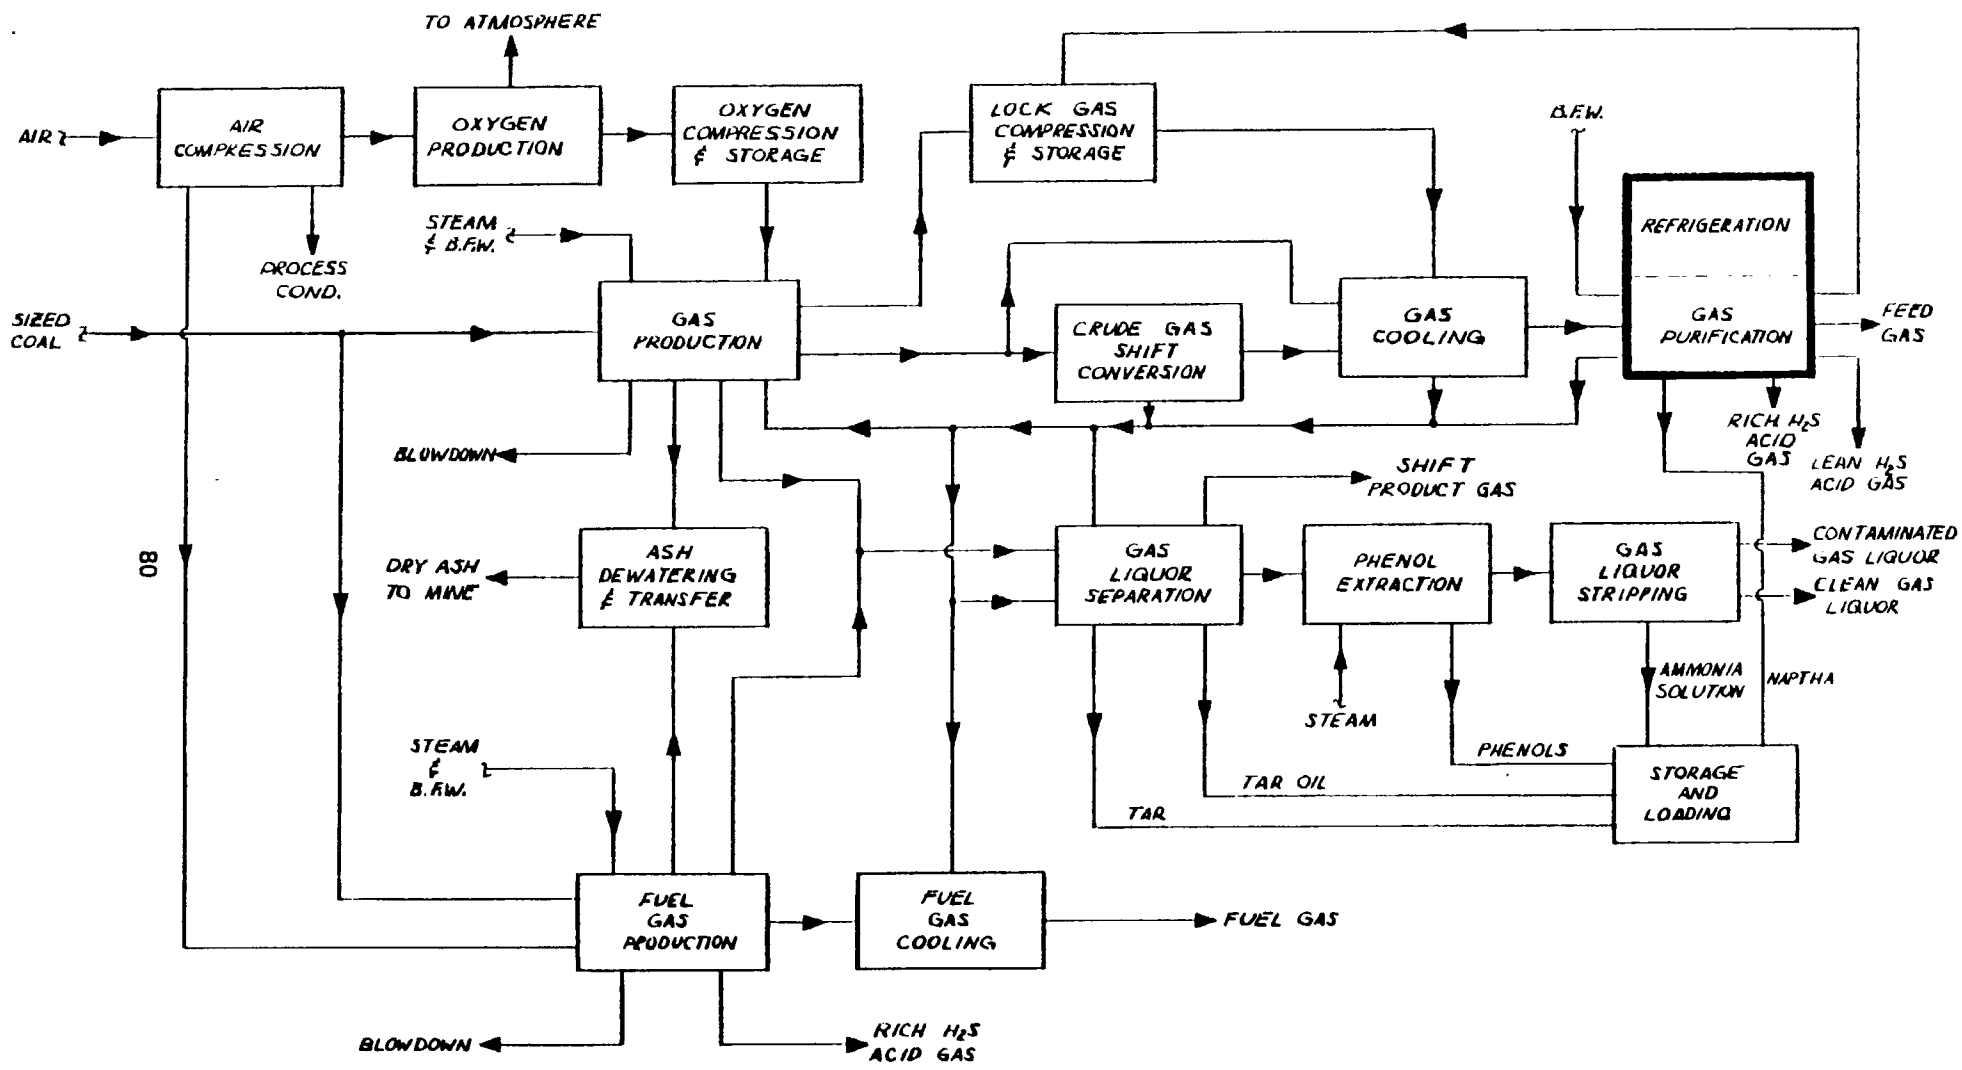 TO ATMOSPHERE
AIR
AIR
COMPRESSION
OXYGEN
PRODUCTION
OXYGEN
COMPRESSION
& STORAGE
LOCK GAS
COMPRESSION
& STORAGE
B.F.W.
STEAM
& B.F.W.
PROCESS
COND.
REFRIGERATION
GAS
PURIFICATION
SIZED
COAL
GAS
PRODUCTION
CRUDE GAS
SHIFT
CONVERSION
GAS
COOLING
FEED
GAS
RICH H2S
ACID
GAS
LEAN H2S
ACID GAS
BLOWDOWN
SHIFT
PRODUCT GAS
80
DRY ASH
TO MINE
ASH
DEWATERING
& TRANSFER
GAS
LIQUOR
SEPARATION
PHENOL
EXTRACTION
GAS
LIQUOR
STRIPPING
CONTAMINATED
GAS LIQUOR
CLEAN GAS
LIQUOR
STEAM
AMMONIA
SOLUTION
NAPTHA
STEAM
&
B.F.W.
PHENOLS
TAR OIL
TAR
STORAGE
AND
LOADING
FUEL
GAS
PRODUCTION
FUEL
GAS
COOLING
FUEL GAS
BLOWDOWN
RICH H2S
ACID GAS